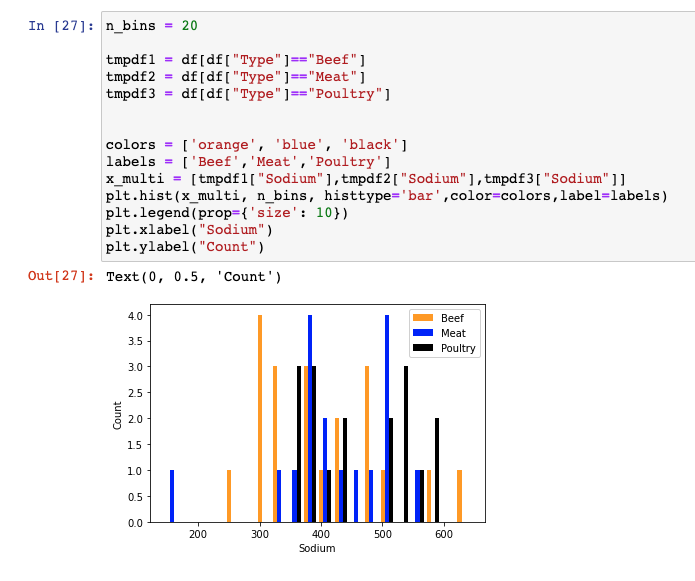 In [27]: n_bins = 20
tmpdf1 = df[df["Type"]=="Beef"]
tmpdf2 = df[df["Type"]=="Meat"]
tmpdf3 = df[df["Type"]=="Poultry"]
colors = ['orange', 'blue', 'black']
labels = ['Beef','Meat','Poultry']
x_multi = [tmpdf1["Sodium"],tmpdf2["Sodium"],tmpdf3["Sodium"]]
plt.hist(x_multi, n_bins, histtype='bar',color=colors,label=labels)
plt.legend(prop={'size': 10})
plt.xlabel("Sodium")
plt.ylabel("Count")
Out[27]: Text(0, 0.5, 'Count')
Beef
Meat
Poultry
4.0
3.5
3.0
2.5
2.0
1.5
1.0
0.5
0.0
Count
200 300 400 500 600
Sodium